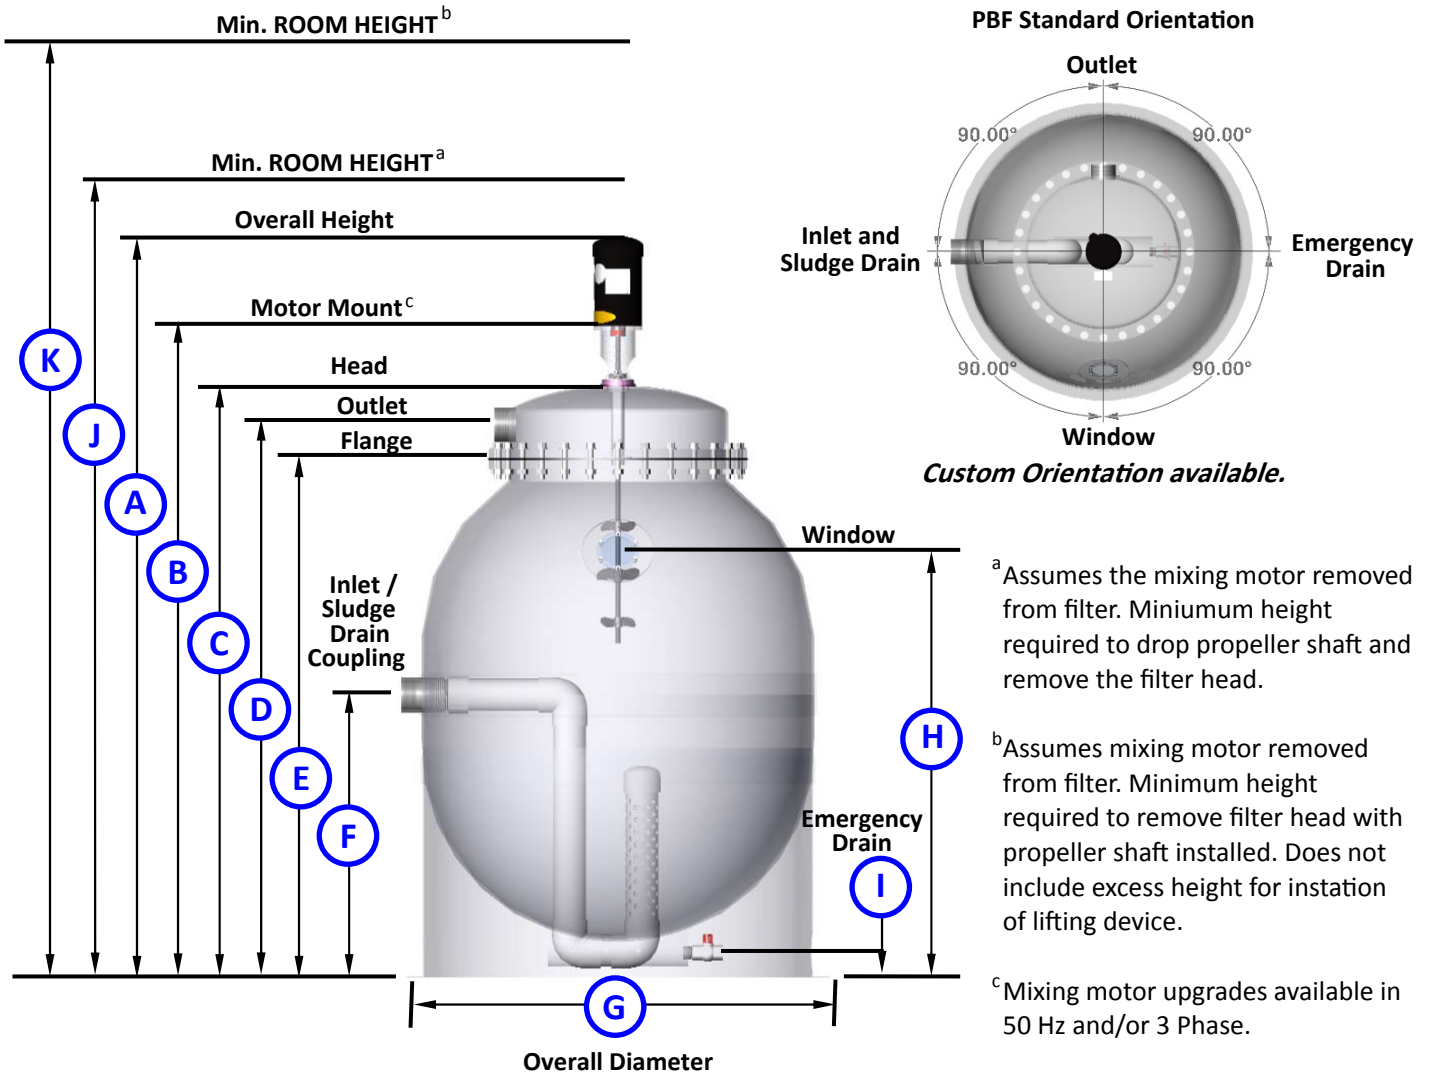 Min. ROOM HEIGHT b
Min. ROOM HEIGHT a
Overall Height
Motor Mount c
Head
Outlet
Flange
Inlet /
Sludge
Drain
Coupling
K
J
A
B
C
D
E
F
G
Overall Diameter
Window
H
Emergency
Drain
I
PBF Standard Orientation
Outlet
90.00°
90.00°
Inlet and
Sludge Drain
Emergency
Drain
90.00°
90.00°
Window
Custom Orientation available.
a Assumes the mixing motor removed
from filter. Miniumum height
required to drop propeller shaft and
remove the filter head.
b Assumes mixing motor removed
from filter. Minimum height
required to remove filter head with
propeller shaft installed. Does not
include excess height for instation
of lifting device.
c Mixing motor upgrades available in
50 Hz and/or 3 Phase.